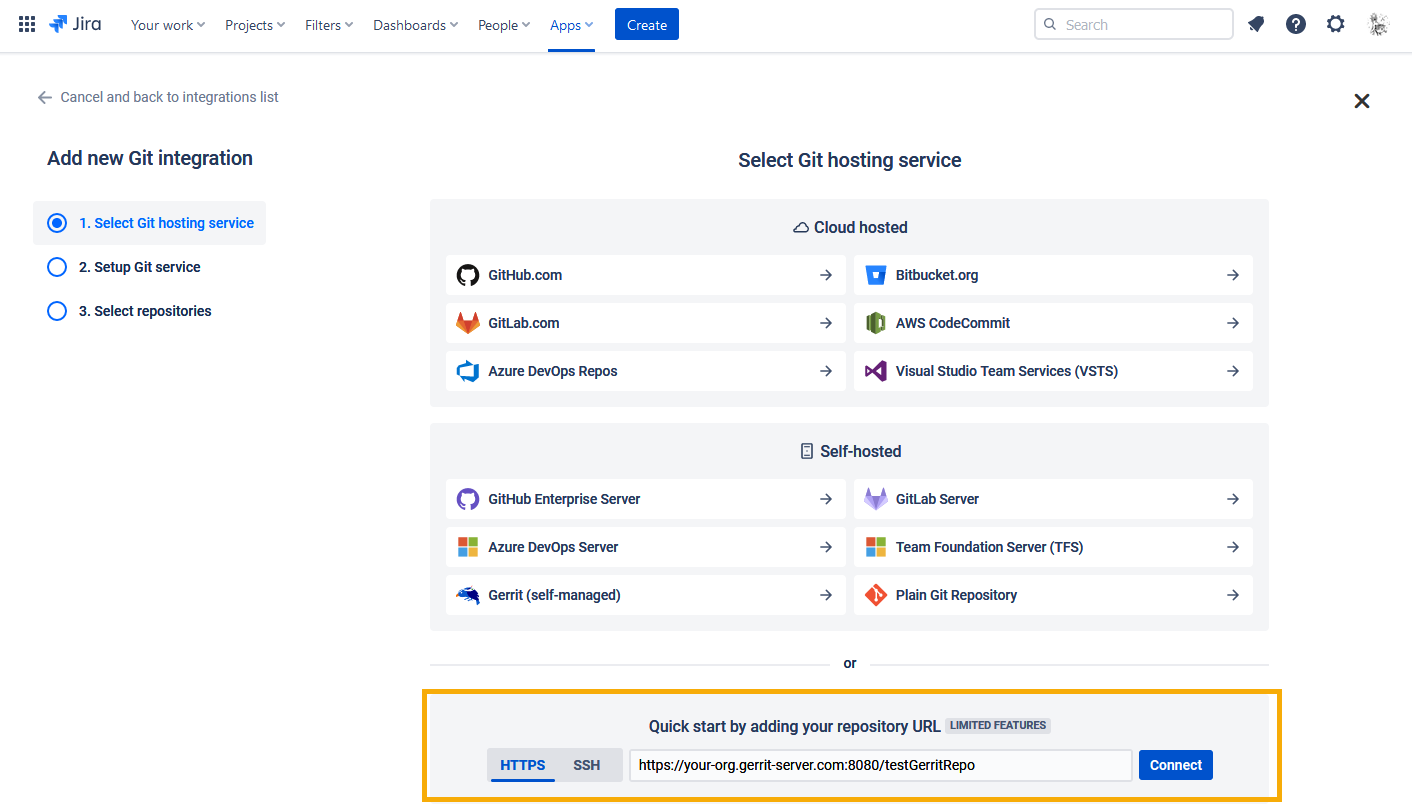 Jira Your work Projects Filters Dashboards People Apps Create Search
Cancel and back to integrations list
Add new Git integration
1. Select Git hosting service
2. Setup Git service
3. Select repositories
Select Git hosting service
Cloud hosted
GitHub.com Bitbucket.org
GitLab.com AWS CodeCommit
Azure DevOps Repos Visual Studio Team Services (VSTS)
Self-hosted
GitHub Enterprise Server GitLab Server
Azure DevOps Server Team Foundation Server (TFS)
Gerrit (self-managed) Plain Git Repository
or
Quick start by adding your repository URL LIMITED FEATURES
HTTPS SSH https://your-org.gerrit-server.com:8080/testGerritRepo Connect